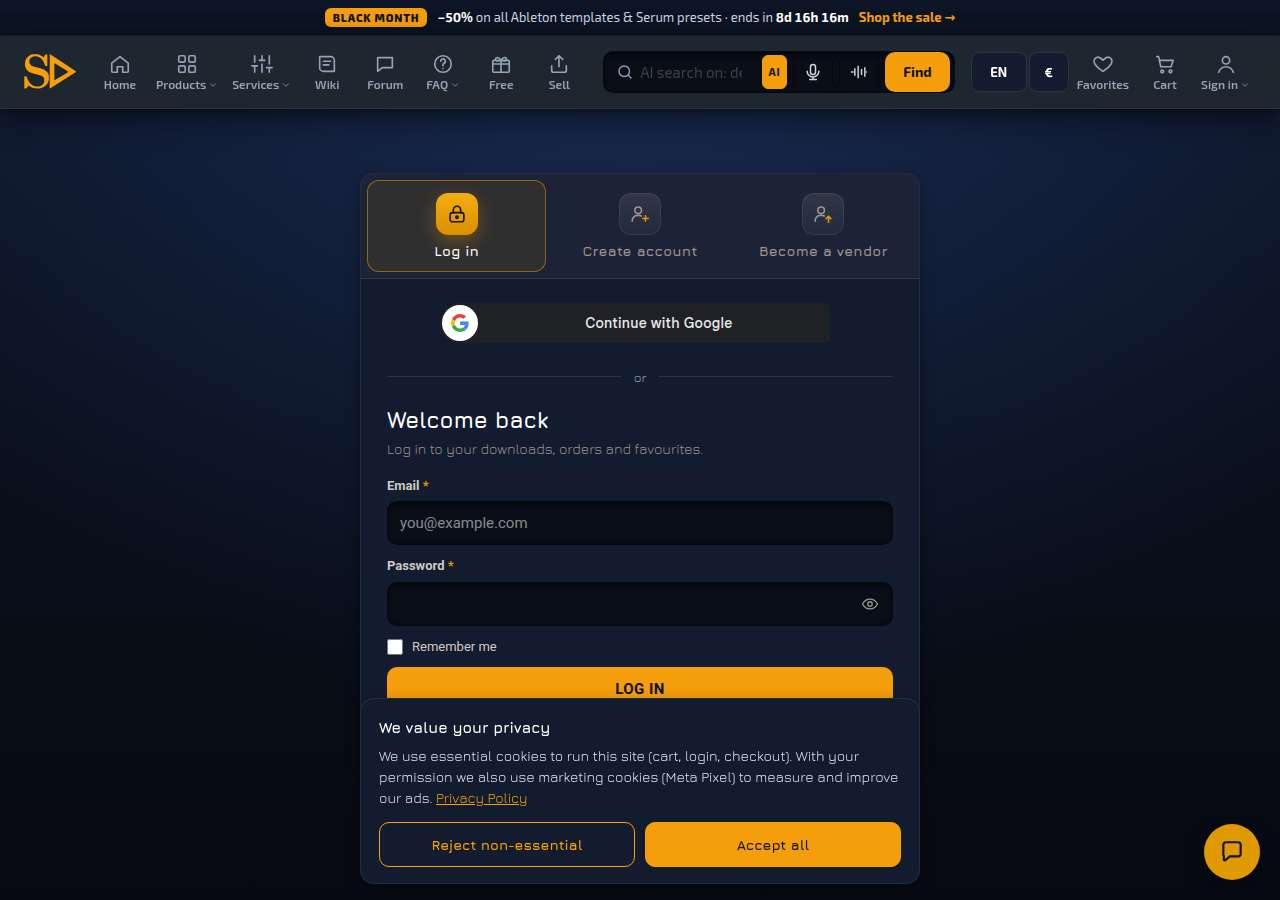 BLACK MONTH −50% on all Ableton templates & Serum presets · ends in 8d 16h 16m Shop the sale →
Home Products Services Wiki Forum FAQ Free Sell
AI search on: de AI Find
EN € Favorites Cart Sign in
Log in Create account Become a vendor
Continue with Google
or
Welcome back
Log in to your downloads, orders and favourites.
Email *
you@example.com
Password *
Remember me
LOG IN
We value your privacy
We use essential cookies to run this site (cart, login, checkout). With your
permission we also use marketing cookies (Meta Pixel) to measure and improve
our ads. Privacy Policy
Reject non-essential Accept all